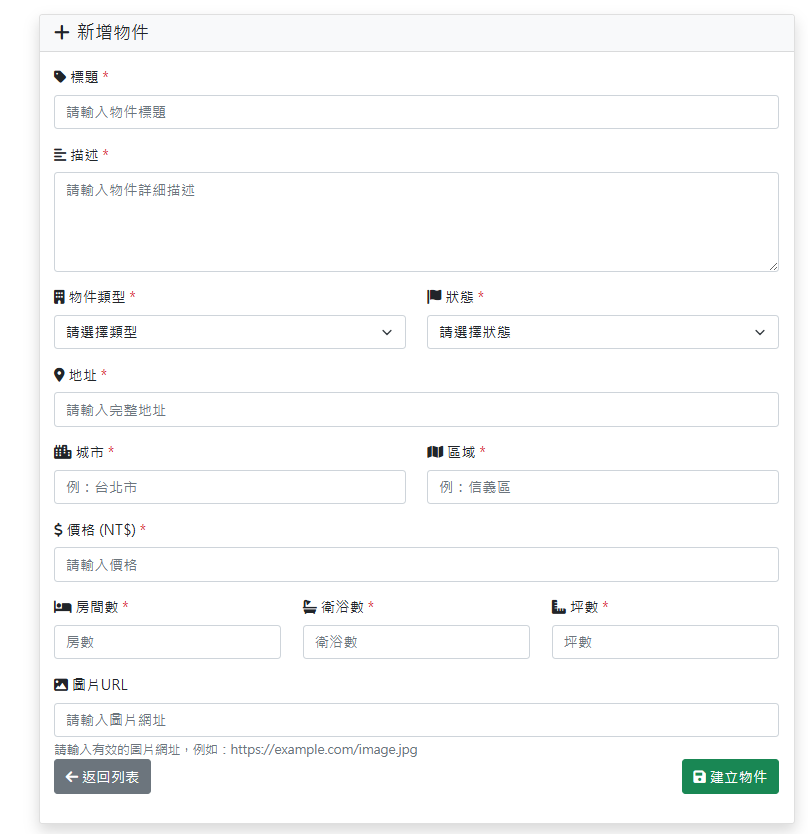 新增物件
標題 *
請輸入物件標題
描述 *
請輸入物件詳細描述
物件類型 * 狀態 *
請選擇類型 請選擇狀態
地址 *
請輸入完整地址
城市 * 區域 *
例：台北市 例：信義區
價格 (NT$) *
請輸入價格
房間數 * 衛浴數 * 坪數 *
房數 衛浴數 坪數
圖片URL
請輸入圖片網址
請輸入有效的圖片網址，例如：https://example.com/image.jpg
返回列表 建立物件